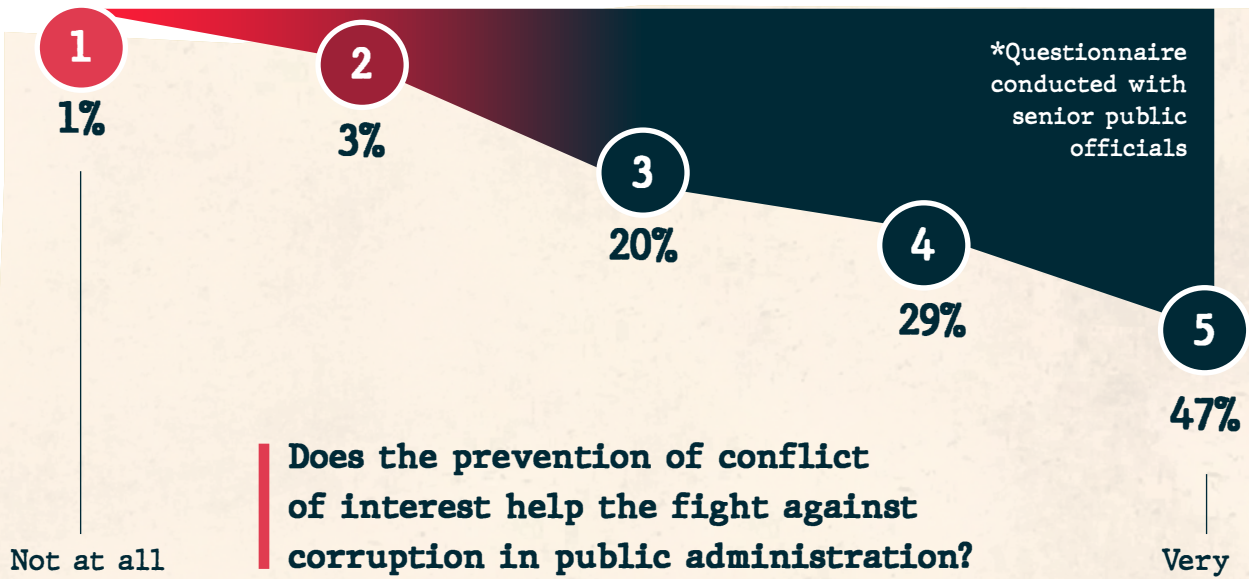 1
1%
2
3%
3
20%
4
29%
5
47%
*Questionnaire
conducted with
senior public
officials
Does the prevention of conflict
of interest help the fight against
corruption in public administration?
Not at all
Very